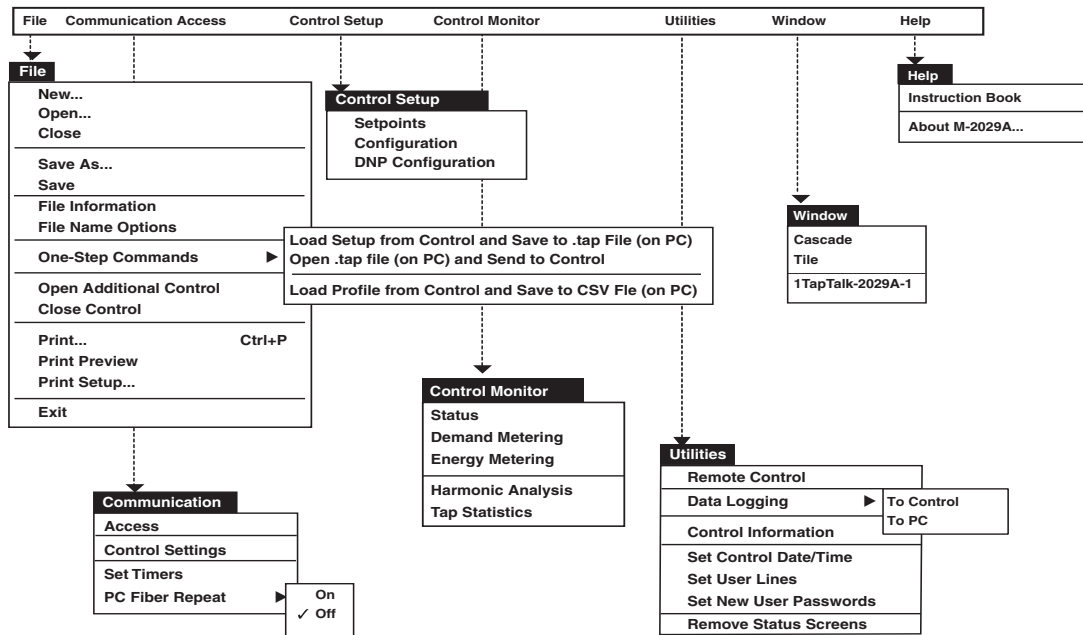 File Communication Access Control Setup Control Monitor Utilities Window Help
File
New...
Open...
Close
Save As...
Save
File Information
File Name Options
One-Step Commands ▶
Open Additional Control
Close Control
Print... Ctrl+P
Print Preview
Print Setup...
Exit
Load Setup from Control and Save to .tap File (on PC)
Open .tap file (on PC) and Send to Control
Load Profile from Control and Save to CSV Fle (on PC)
Communication
Access
Control Settings
Set Timers
PC Fiber Repeat ▶
On
✓ Off
Control Setup
Setpoints
Configuration
DNP Configuration
Control Monitor
Status
Demand Metering
Energy Metering
Harmonic Analysis
Tap Statistics
Utilities
Remote Control
Data Logging ▶
To Control
To PC
Control Information
Set Control Date/Time
Set User Lines
Set New User Passwords
Remove Status Screens
Window
Cascade
Tile
1TapTalk-2029A-1
Help
Instruction Book
About M-2029A...